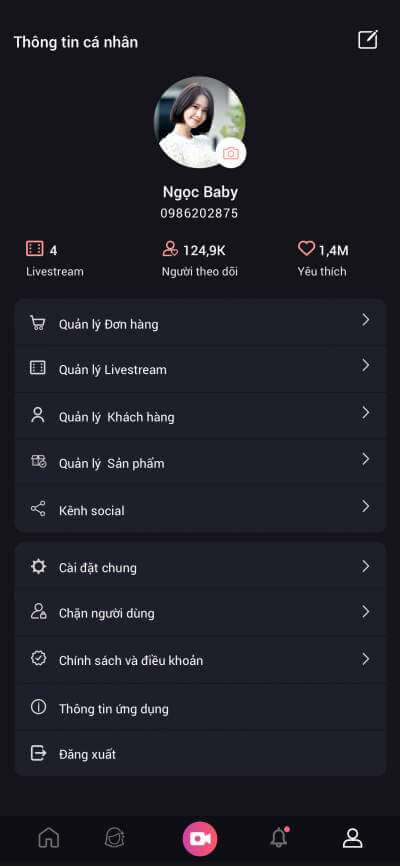 Thông tin cá nhân
Ngọc Baby
0986202875
4
124,9K
1,4M
Livestream
Người theo dõi
Yêu thích
Quản lý Đơn hàng
Quản lý Livestream
Quản lý Khách hàng
Quản lý Sản phẩm
Kênh social
Cài đặt chung
Chặn người dùng
Chính sách và điều khoản
Thông tin ứng dụng
Đăng xuất